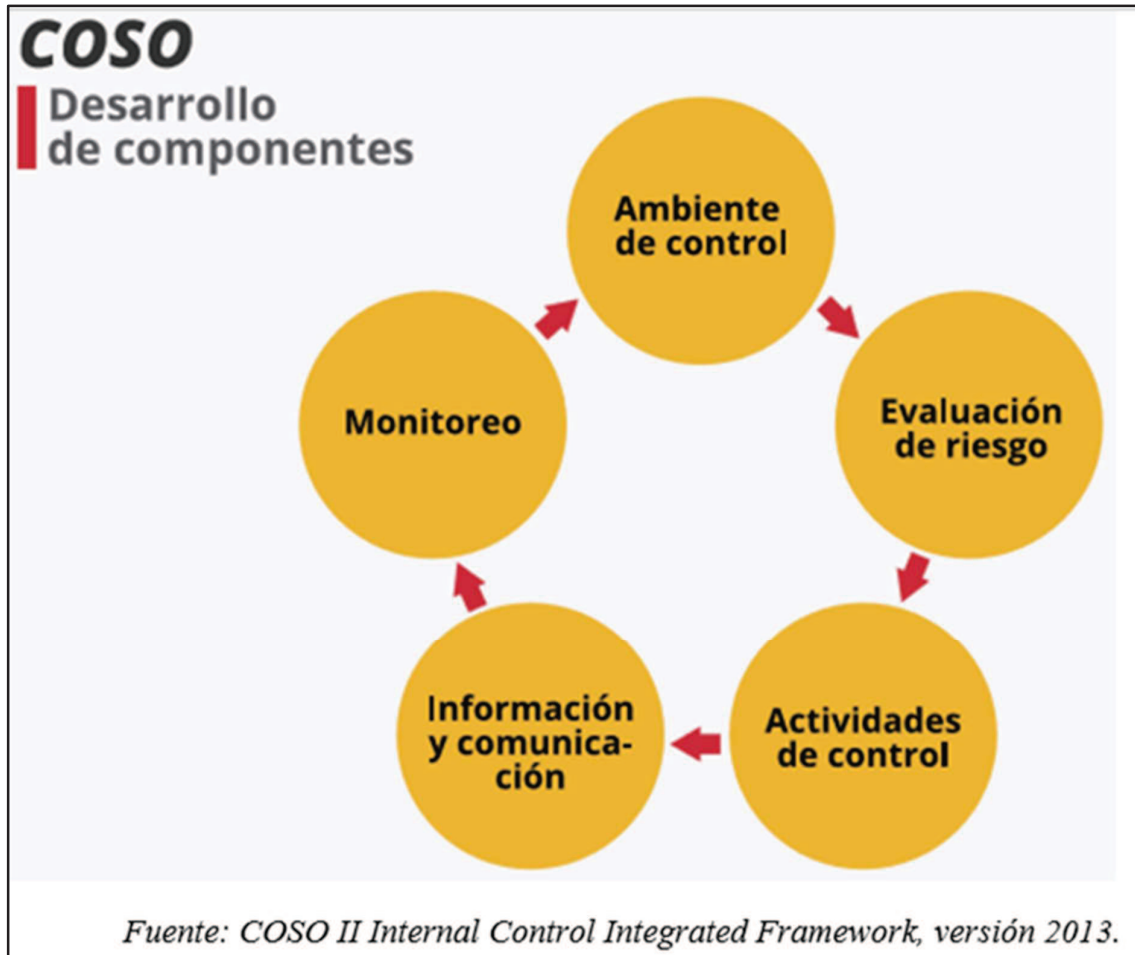 COSO
Desarrollo
de componentes
Ambiente
de control
Evaluación
de riesgo
Actividades
de control
Información
y comunica-
ción
Monitoreo
Fuente: COSO II Internal Control Integrated Framework, versión 2013.